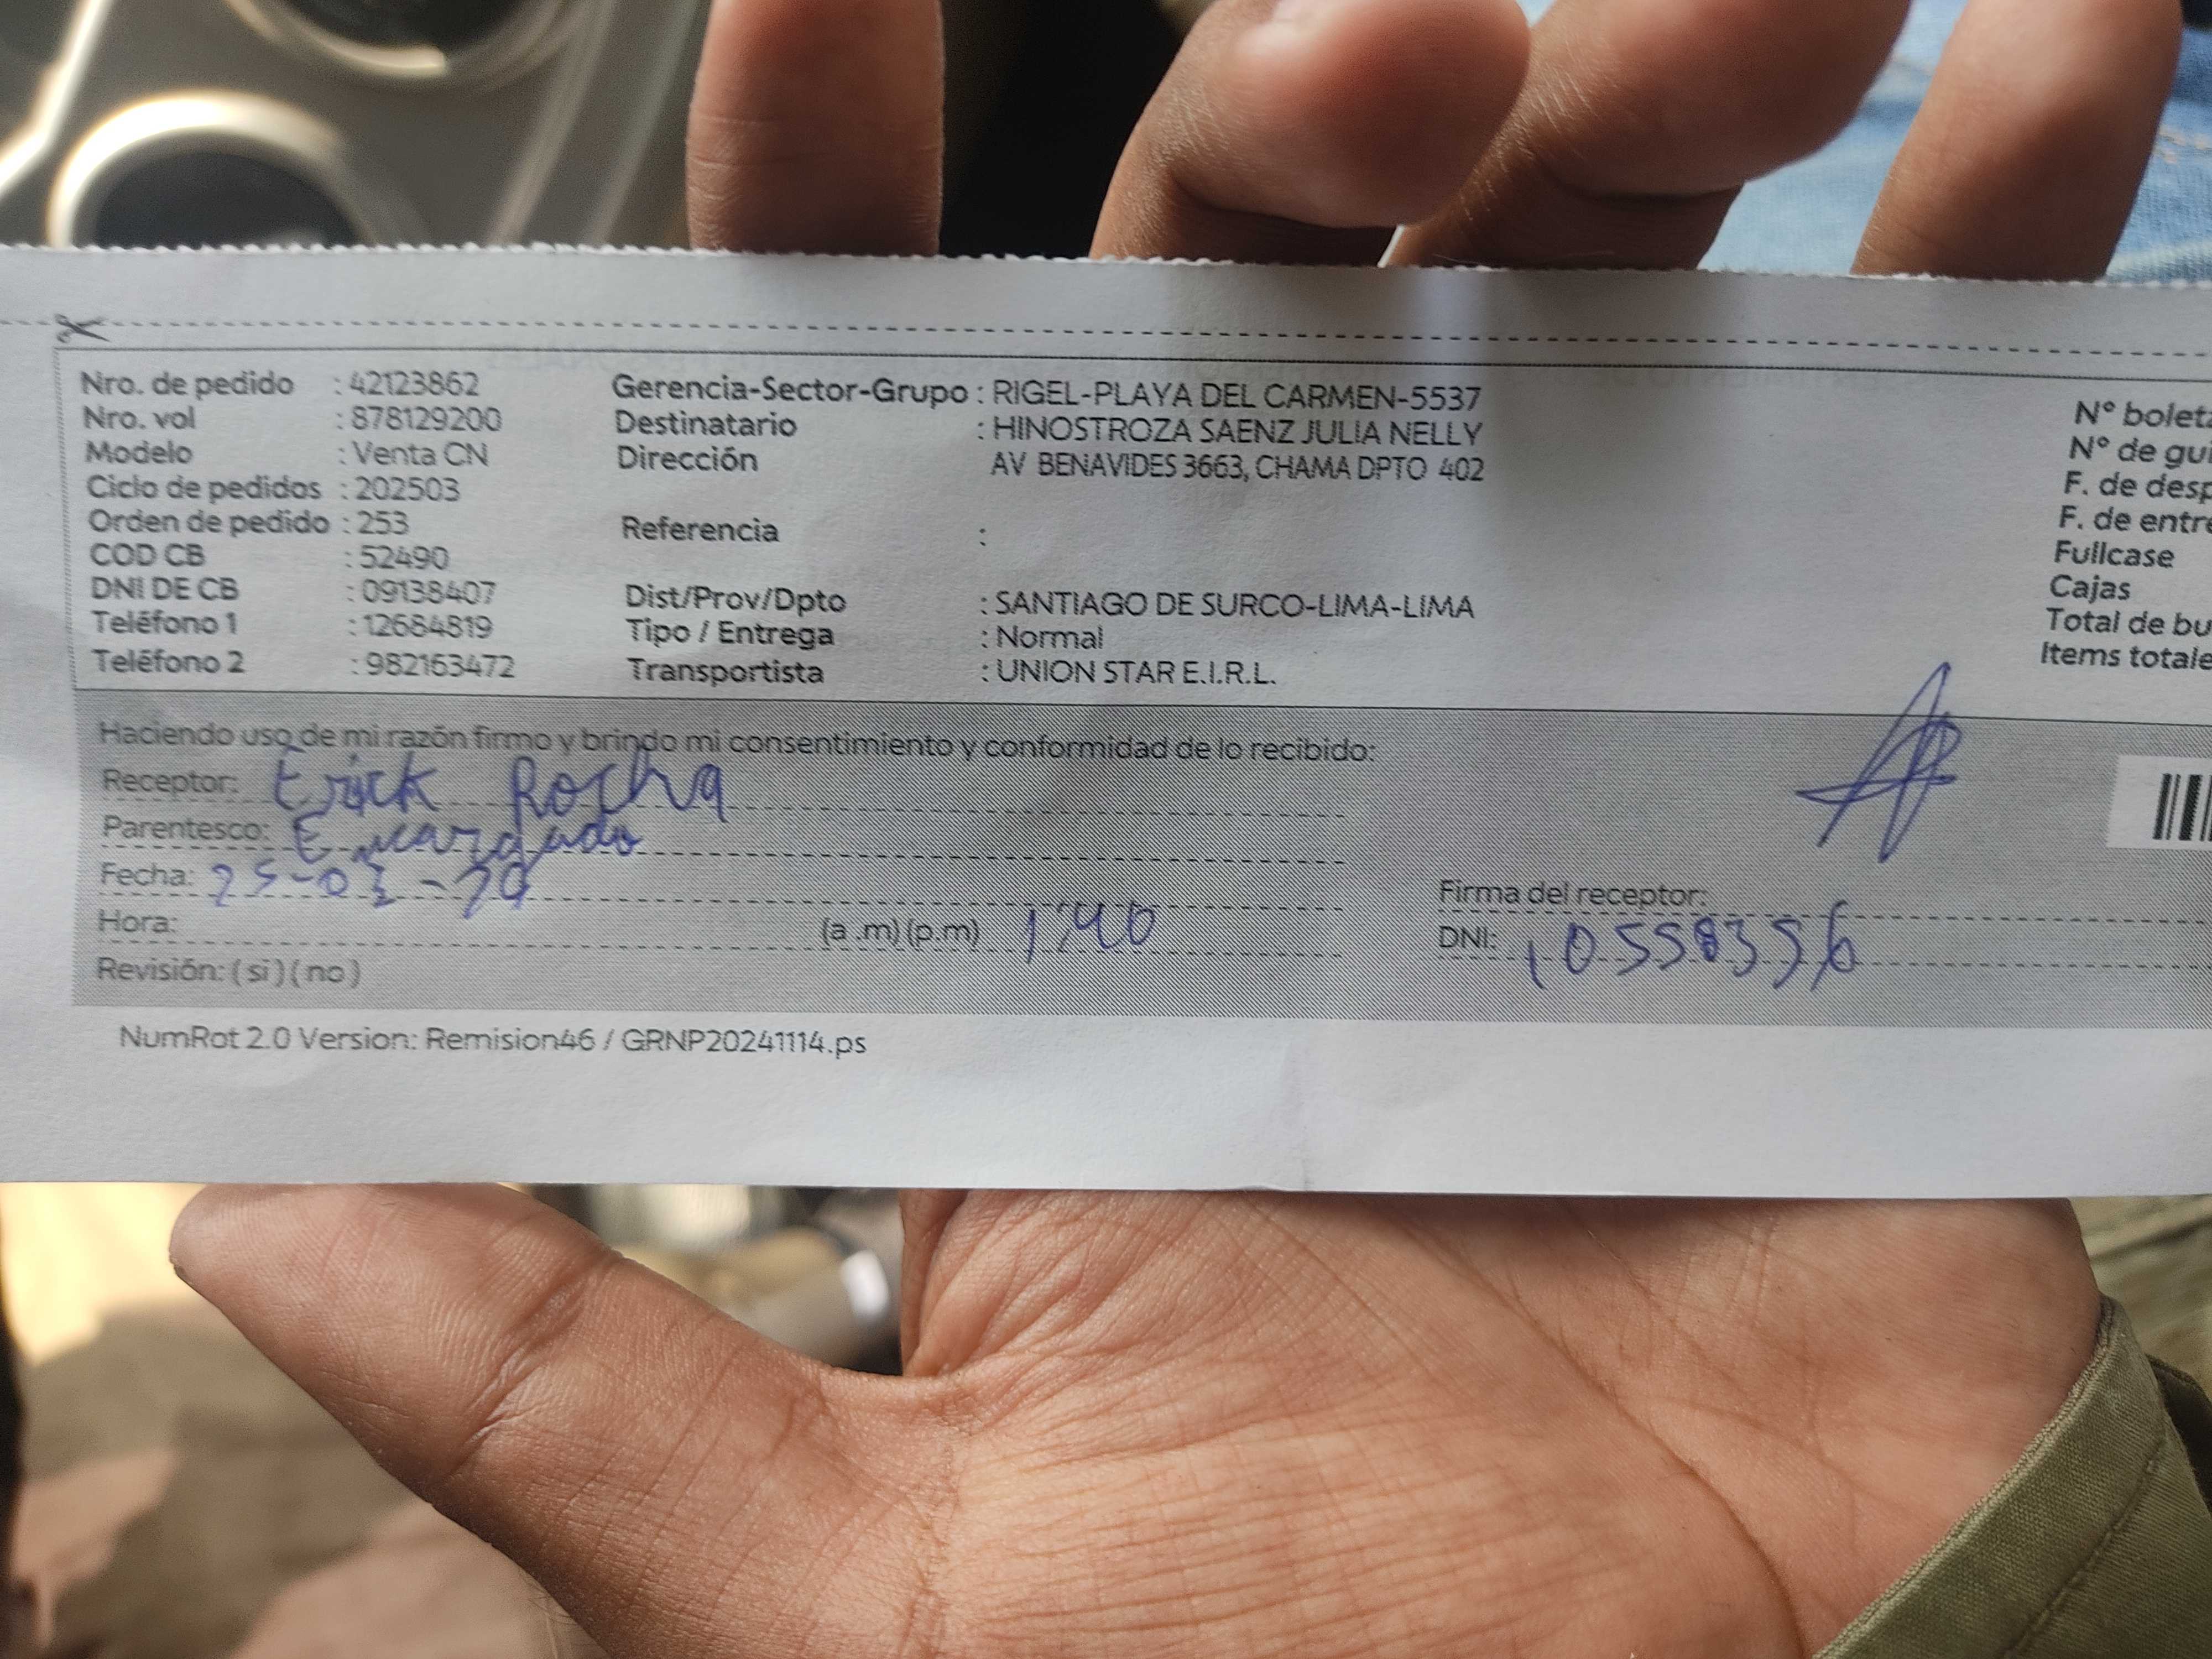 Nro. de pedido : 42123862
Nro. vol : 878129200
Modelo : Venta CN
Ciclo de pedidos : 202503
Orden de pedido : 253
COD CB : 52490
DNI DE CB : 09138407
Teléfono 1 : 12684819
Teléfono 2 : 982163472
Gerencia-Sector-Grupo : RIGEL-PLAYA DEL CARMEN-5537
Destinatario : HINOSTROZA SAENZ JULIA NELLY
Dirección AV BENAVIDES 3663, CHAMA DPTO 402
Referencia :
Dist/Prov/Dpto : SANTIAGO DE SURCO-LIMA-LIMA
Tipo / Entrega : Normal
Transportista : UNION STAR E.I.R.L.
N° boleta
N° de gui
F. de desp
F. de entre
Fullcase
Cajas
Total de bu
Items totale
Haciendo uso de mi razón firmo y brindo mi consentimiento y conformidad de lo recibido:
Receptor: Erick Rocha
Parentesco: Encargado
Fecha:
Hora: (a .m) (p.m) 1:40
Revisión: ( si ) ( no )
Firma del receptor:
DNI: 10558356
NumRot 2.0 Version: Remision46 / GRNP20241114.ps